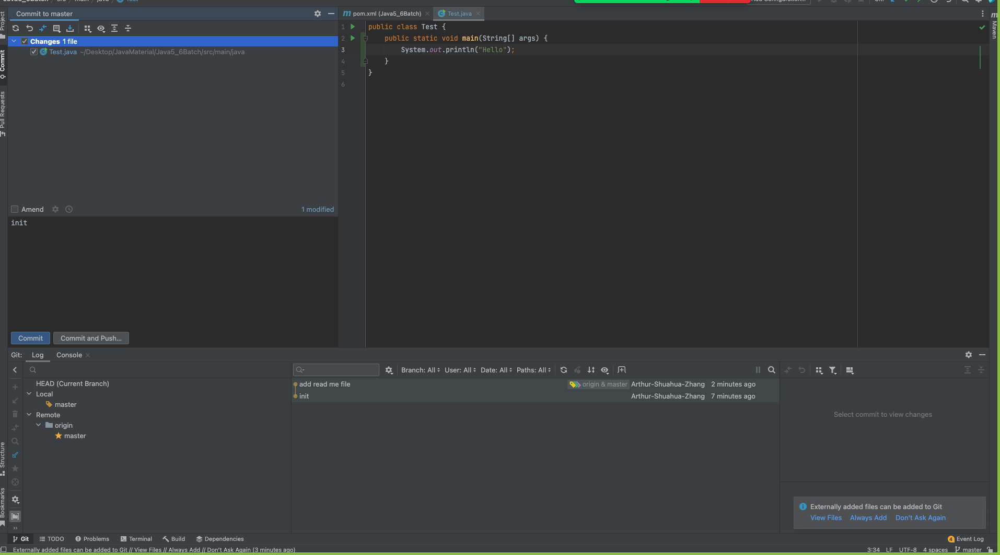 src main java Test
Commit to master
Changes 1 file
Test.java ~/Desktop/JavaMaterial/Java5_6Batch/src/main/java
Amend
1 modified
init
Commit
Commit and Push...
Project
Commit
Pull Requests
Structure
Bookmarks
pom.xml (Java5_6Batch)
Test.java
Maven
1 public class Test {
2 public static void main(String[] args) {
3 System.out.println("Hello");
4 }
5 }
6
Git: Log Console
HEAD (Current Branch)
Local
master
Remote
origin
master
Branch: All User: All Date: All Paths: All
add read me file origin & master Arthur-Shuahua-Zhang 2 minutes ago
init Arthur-Shuahua-Zhang 7 minutes ago
Select commit to view changes
Externally added files can be added to Git
View Files Always Add Don't Ask Again
Git TODO Problems Terminal Build Dependencies
4 Event Log
Externally added files can be added to Git // View Files // Always Add // Don't Ask Again (3 minutes ago)
3:34 LF UTF-8 4 spaces master